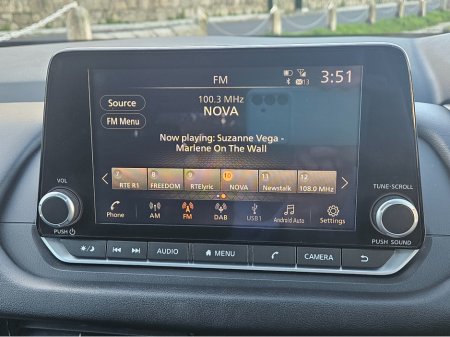 FM
13
3:51
Source
100.3 MHz
NOVA
FM Menu
Now playing: Suzanne Vega -
Marlene On The Wall
7 8 9 10 11 12
RTE R1 FREEDOM RTElyric NOVA Newstalk 108.0 MHz
VOL
TUNE·SCROLL
Phone AM FM DAB USB1 Android Auto Settings
PUSH
PUSH SOUND
AUDIO MENU CAMERA